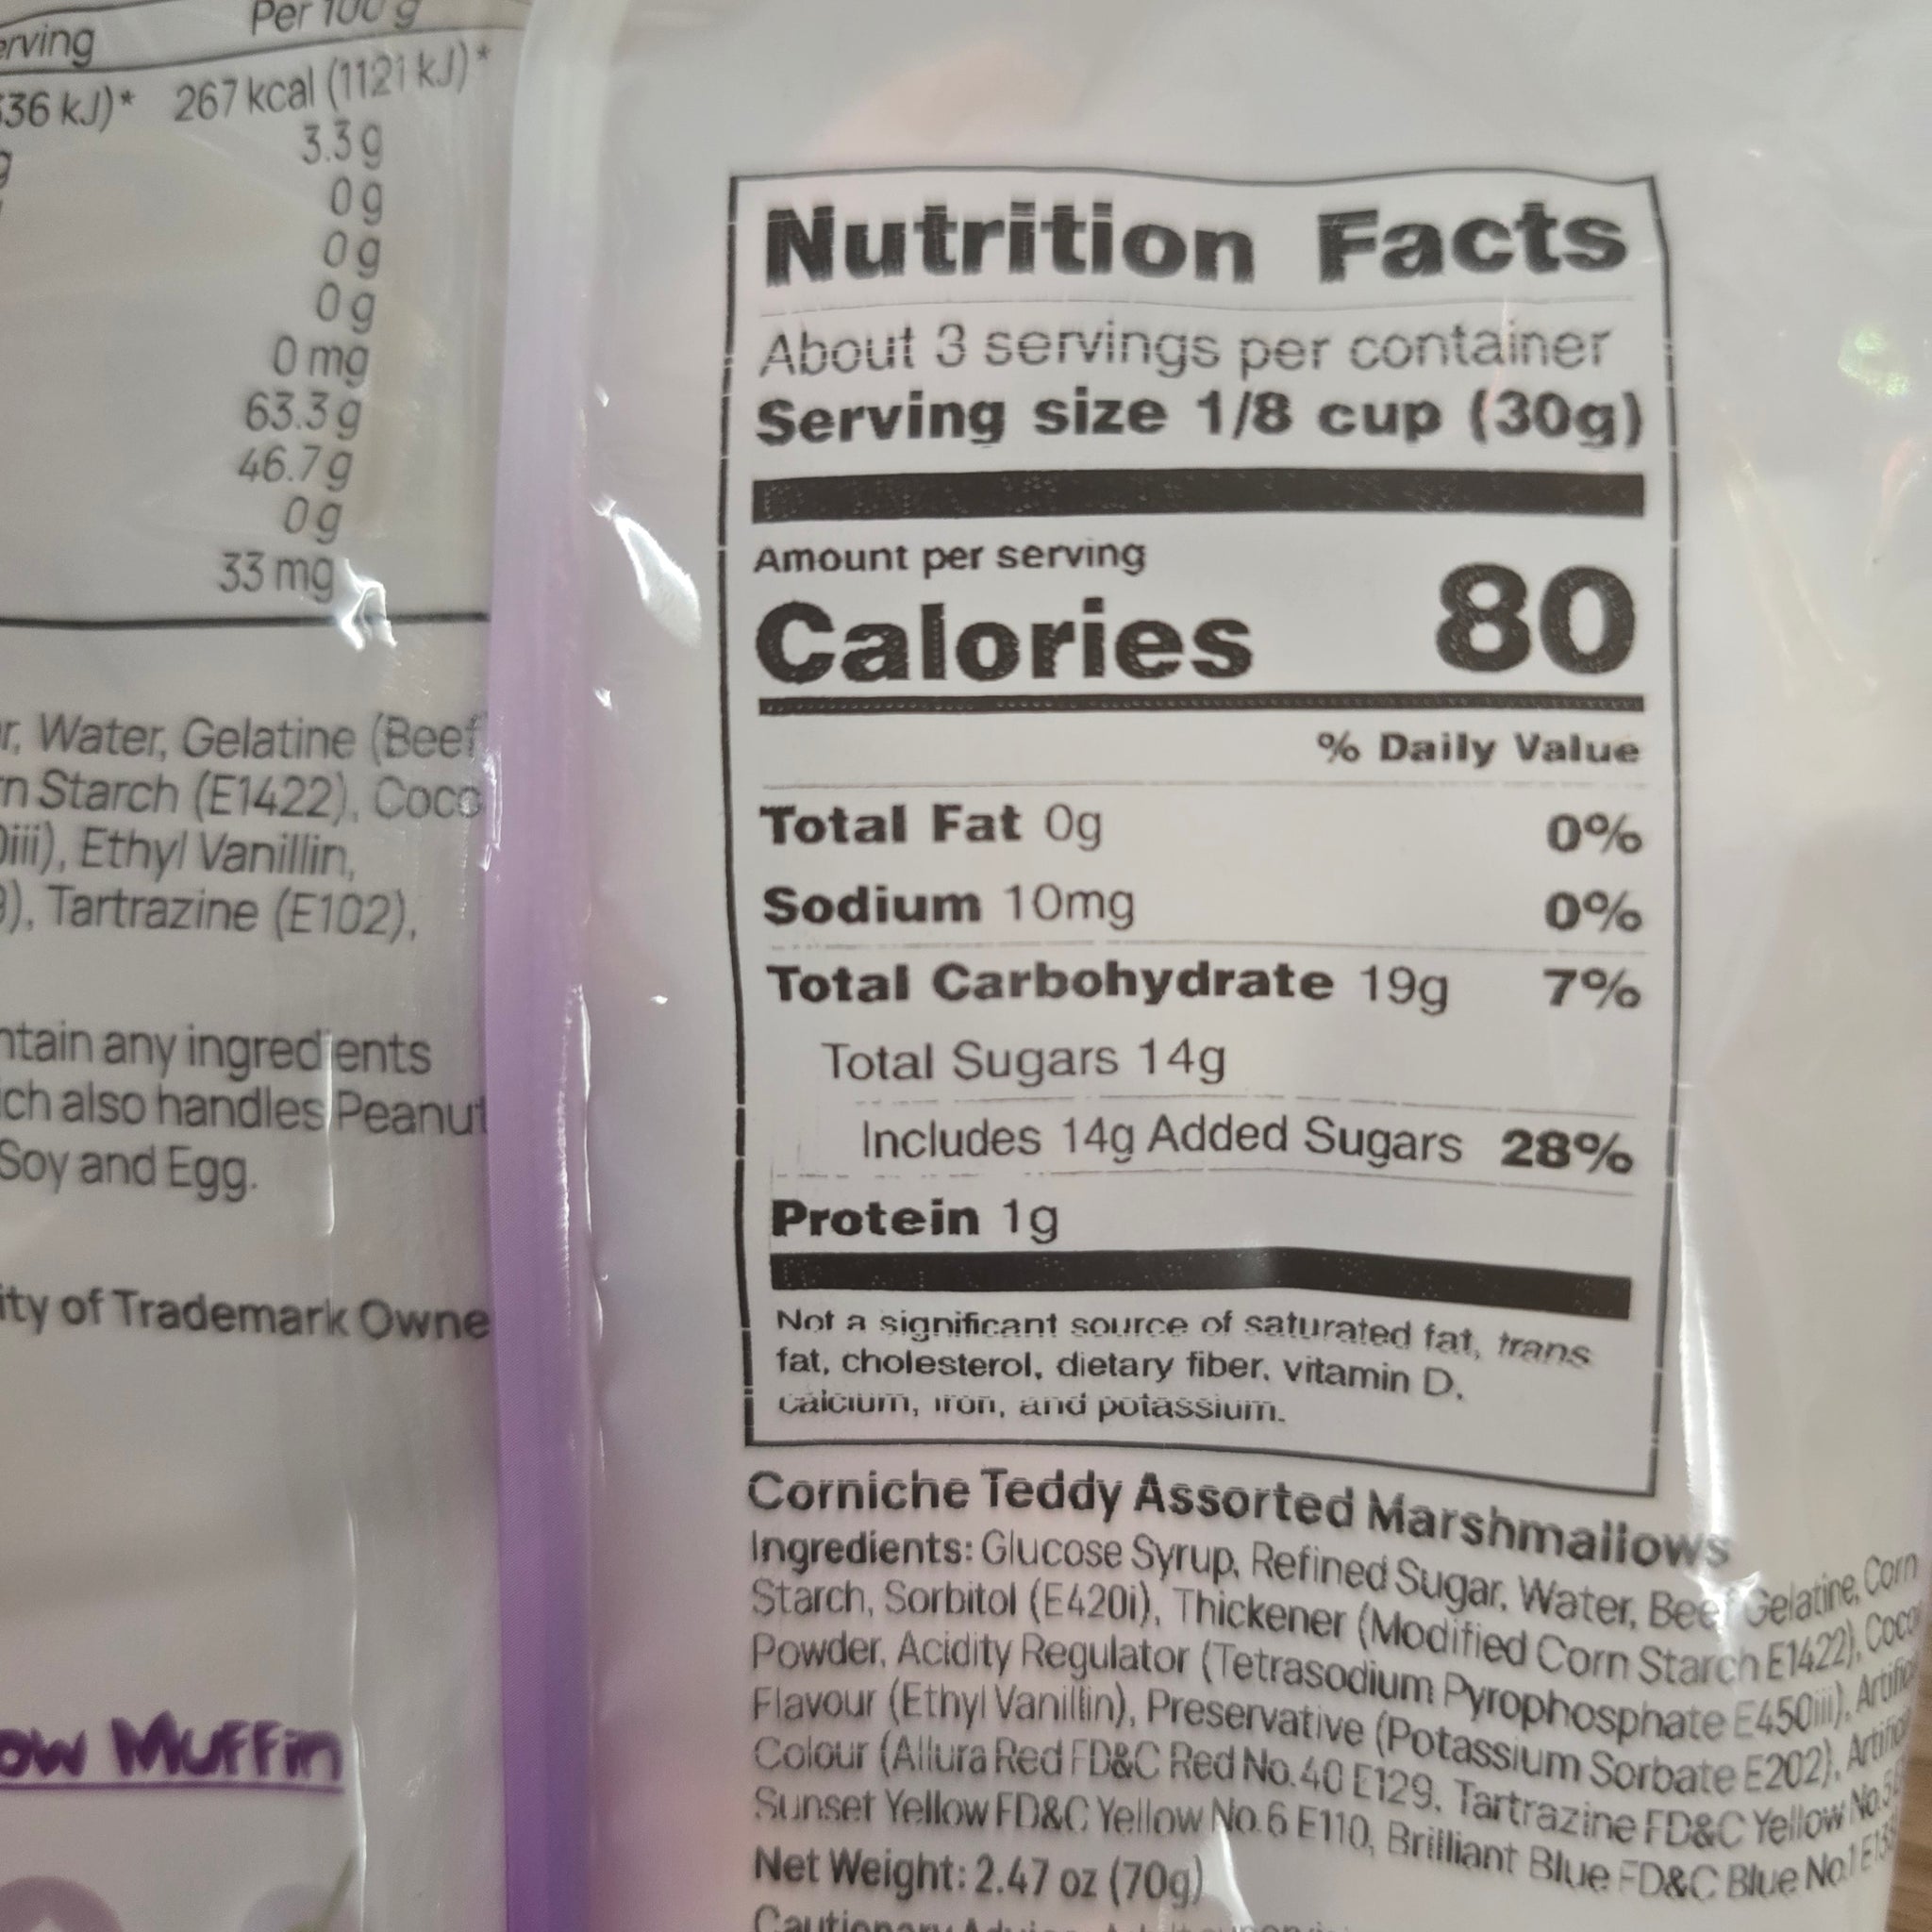 erving Per 100 g
336 kJ)* 267 kcal (1121 kJ)*
3.3 g
0 g
0 g
0 g
0 mg
63.3 g
46.7 g
0 g
33 mg
r, Water, Gelatine (Beef
rn Starch (E1422), Coco
iii), Ethyl Vanillin,
), Tartrazine (E102),
ntain any ingredients
ich also handles Peanut
Soy and Egg.
ity of Trademark Owne
ow Muffin
Nutrition Facts
About 3 servings per container
Serving size 1/8 cup (30g)
Amount per serving
Calories 80
% Daily Value
Total Fat 0g 0%
Sodium 10mg 0%
Total Carbohydrate 19g 7%
Total Sugars 14g
Includes 14g Added Sugars 28%
Protein 1g
Not a significant source of saturated fat, trans
fat, cholesterol, dietary fiber, vitamin D,
calcium, iron, and potassium.
Corniche Teddy Assorted Marshmallows
Ingredients: Glucose Syrup, Refined Sugar, Water, Beef Gelatine, Corn
Starch, Sorbitol (E420i), Thickener (Modified Corn Starch E1422), Coco
Powder, Acidity Regulator (Tetrasodium Pyrophosphate E450iii), Artific
Flavour (Ethyl Vanillin), Preservative (Potassium Sorbate E202), Artific
Colour (Allura Red FD&C Red No.40 E129, Tartrazine FD&C Yellow No.5
Sunset Yellow FD&C Yellow No.6 E110, Brilliant Blue FD&C Blue No.1 E13
Net Weight: 2.47 oz (70g)
Cautionary